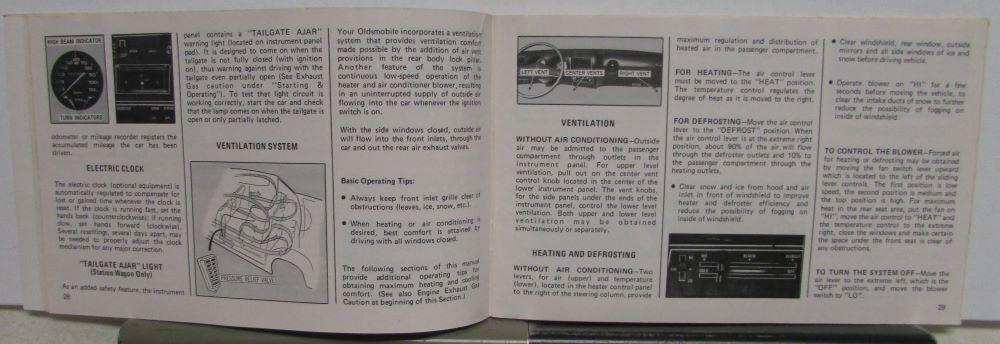 HIGH BEAM INDICATOR
TURN INDICATORS
odometer or mileage recorder registers the
accumulated mileage the car has been
driven.
ELECTRIC CLOCK
The electric clock (optional equipment) is
automatically regulated to compensate for
lost or gained time whenever the clock is
reset. If the clock is running fast, set the
hands back (counterclockwise); if running
slow, set hands forward (clockwise).
Several resettings, several days apart, may
be needed to properly adjust the clock
mechanism for any major correction.
"TAILGATE AJAR" LIGHT
(Station Wagon Only)
As an added safety feature, the instrument
28
panel contains a "TAILGATE AJAR"
warning light (located on instrument panel
pad). It is designed to come on when the
tailgate is not fully closed (with ignition
on), thus warning against driving with the
tailgate even partially open (See Exhaust
Gas caution under "Starting &
Operating"). To test that light circuit is
working correctly, start the car and check
that the lamp comes on when the tailgate is
open or only partially latched.
VENTILATION SYSTEM
PRESSURE RELIEF VALVE
Your Oldsmobile incorporates a ventilation
system that provides ventilation comfort
made possible by the addition of air vent
provisions in the rear body lock pillar.
Another feature of the system is
continuous low-speed operation of the
heater and air conditioner blower, resulting
in an uninterrupted supply of outside air
flowing into the car whenever the ignition
switch is on.
With the side windows closed, outside air
will flow into the front inlets, through the
car and out the rear air exhaust valves.
Basic Operating Tips:
● Always keep front inlet grille clear of
obstructions (leaves, ice, snow, etc.)
● When heating or air conditioning is
desired, best comfort is attained by
driving with all windows closed.
The following sections of this manual
provide additional operating tips for
obtaining maximum heating and cooling
comfort. (See also Engine Exhaust Gas
Caution at beginning of this Section.)
LEFT VENT CENTER VENTS RIGHT VENT
VENTILATION
WITHOUT AIR CONDITIONING—Outside
air may be admitted to the passenger
compartment through outlets in the
instrument panel. For upper level
ventilation, pull out on the center vent
control knob located in the center of the
lower instrument panel. The vent knobs,
for the side panels under the ends of the
instrument panel, control the lower level
ventilation. Both upper and lower level
ventilation may be obtained
simultaneously or separately.
HEATING AND DEFROSTING
WITHOUT AIR CONDITIONING—Two
levers, for air (upper) and temperature
(lower), located in the heater control panel
to the right of the steering column, provide
maximum regulation and distribution of
heated air in the passenger compartment.
FOR HEATING—The air control lever
must be moved to the "HEAT" position.
The temperature control regulates the
degree of heat as it is moved to the right.
FOR DEFROSTING—Move the air control
lever to the "DEFROST" position. When
the air control lever is at the extreme right
position, about 90% of the air will flow
through the defroster outlets and 10% to
the passenger compartment through the
heating outlets.
● Clear snow and ice from hood and air
inlet in front of windshield to improve
heater and defroster efficiency and
reduce the possibility of fogging on
inside of windshield.
● Clear windshield, rear window, outside
mirrors and all side windows of ice and
snow before driving vehicle.
● Operate blower on "HI" for a few
seconds before moving the vehicle, to
clear the intake ducts of snow to further
reduce the possibility of fogging on
inside of windshield.
TO CONTROL THE BLOWER—Forced air
for heating or defrosting may be obtained
by moving the fan switch lever upward
which is located to the left of the sliding
lever controls. The first position is low
speed, the second position is medium and
the top position is high. For maximum
heat in the rear seat area, put the fan on
"HI", move the air control to "HEAT" and
the temperature control to the extreme
right, close the windows and make certain
the space under the front seat is clear of
any obstructions.
TO TURN THE SYSTEM OFF—Move the
air lever to the extreme left, which is the
"OFF" position, and move the blower
switch to "LO".
29